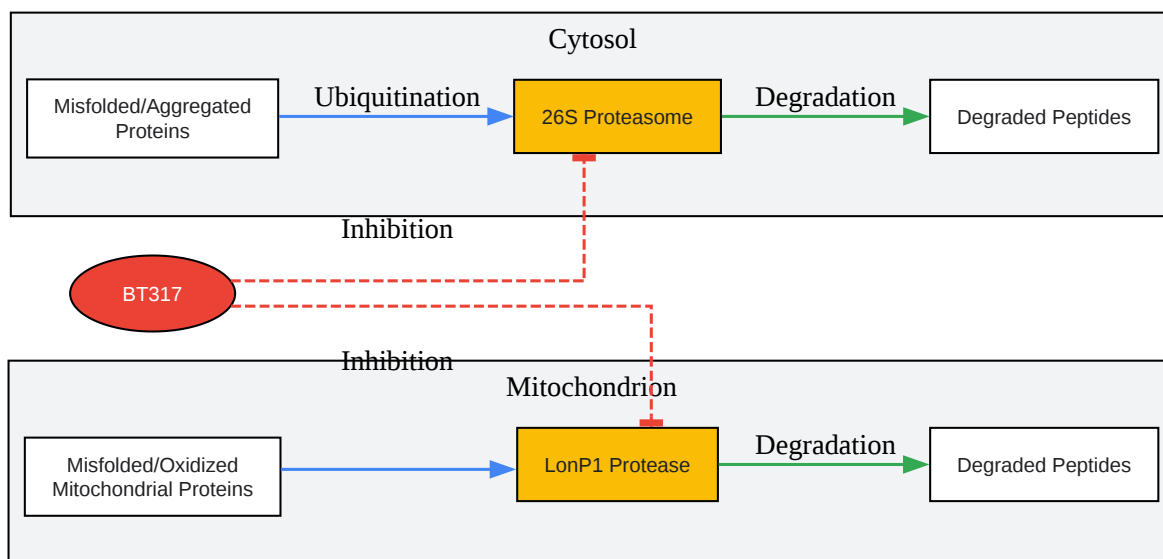 Cytosol
Misfolded/Aggregated
Proteins
Ubiquitination
26S Proteasome
Degradation
Degraded Peptides
Inhibition
BT317
Inhibition
Mitochondrion
Misfolded/Oxidized
Mitochondrial Proteins
LonP1 Protease
Degradation
Degraded Peptides